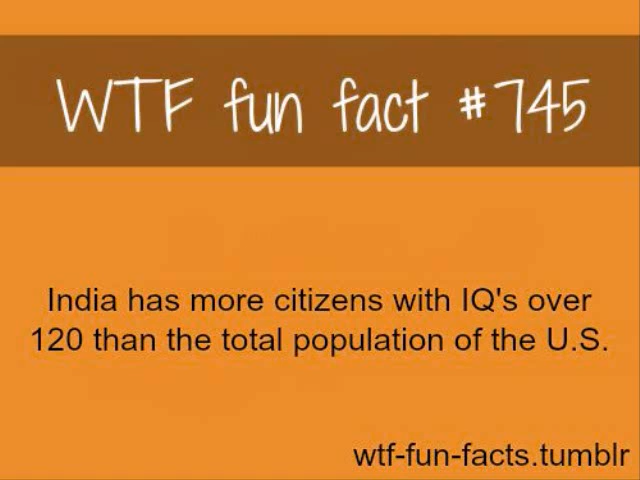 WTF fun fact #745
India has more citizens with IQ's over
120 than the total population of the U.S.
wtf-fun-facts.tumblr